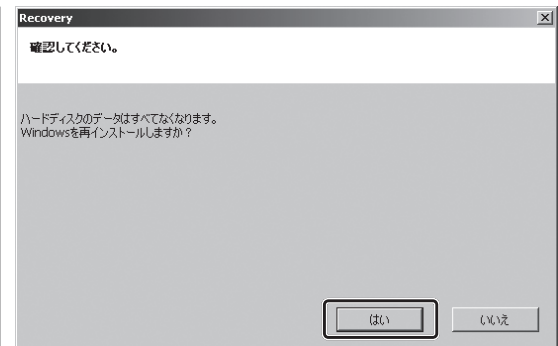 Recovery
確認してください。
ハードディスクのデータはすべてなくなります。
Windowsを再インストールしますか？
はい
いいえ